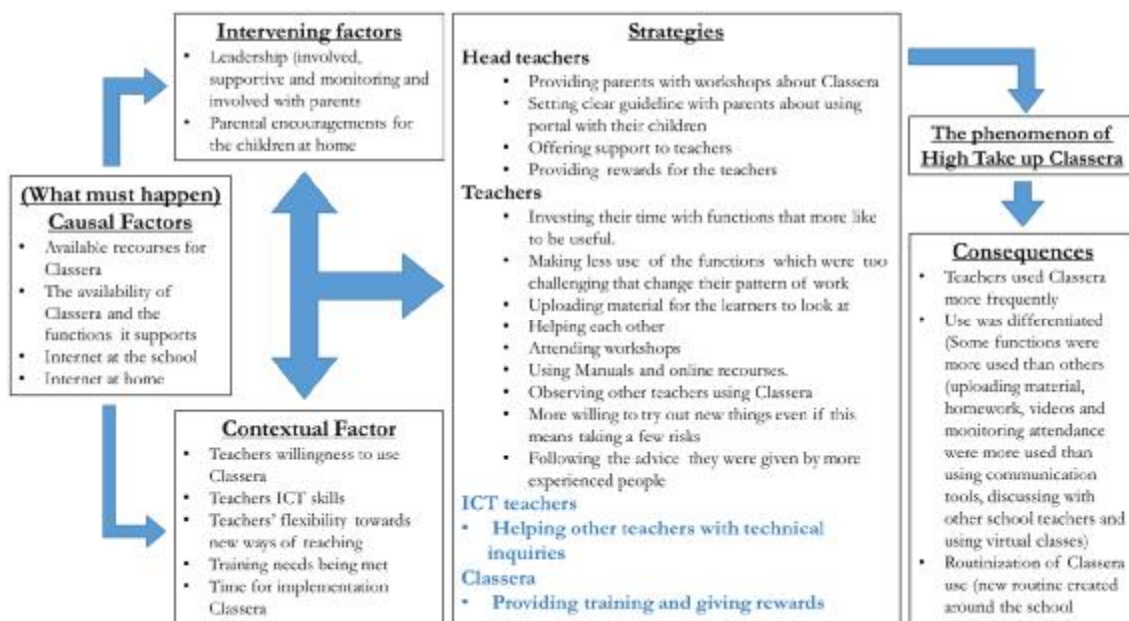 Intervening factors
• Leadership (involved,
supportive and monitoring and
involved with parents
• Parental encouragements for
the children at home
(What must happen)
Causal Factors
• Available recourses for
Classera
• The availability of
Classera and the
functions it supports
• Internet at the school
• Internet at home
Contextual Factor
• Teachers willingness to use
Classera
• Teachers ICT skills
• Teachers' flexibility towards
new ways of teaching
• Training needs being met
• Time for implementation
Classera
Strategies
Head teachers
• Providing parents with workshops about Classera
• Setting clear guideline with parents about using
portal with their children
• Offering support to teachers
• Providing rewards for the teachers
Teachers
• Investing their time with functions that more like
to be useful.
• Making less use of the functions which were too
challenging that change their pattern of work
• Uploading material for the learners to look at
• Helping each other
• Attending workshops
• Using Manuals and online recourses.
• Observing other teachers using Classera
• More willing to try out new things even if this
means taking a few risks
• Following the advice they were given by more
experienced people
ICT teachers
• Helping other teachers with technical
inquiries
Classera
• Providing training and giving rewards
The phenomenon of
High Take up Classera
Consequences
• Teachers used Classera
more frequently
• Use was differentiated
(Some functions were
more used than others
(uploading material,
homework, videos and
monitoring attendance
were more used than
using communication
tools, discussing with
other school teachers and
using virtual classes)
• Routinization of Classera
use (new routine created
around the school